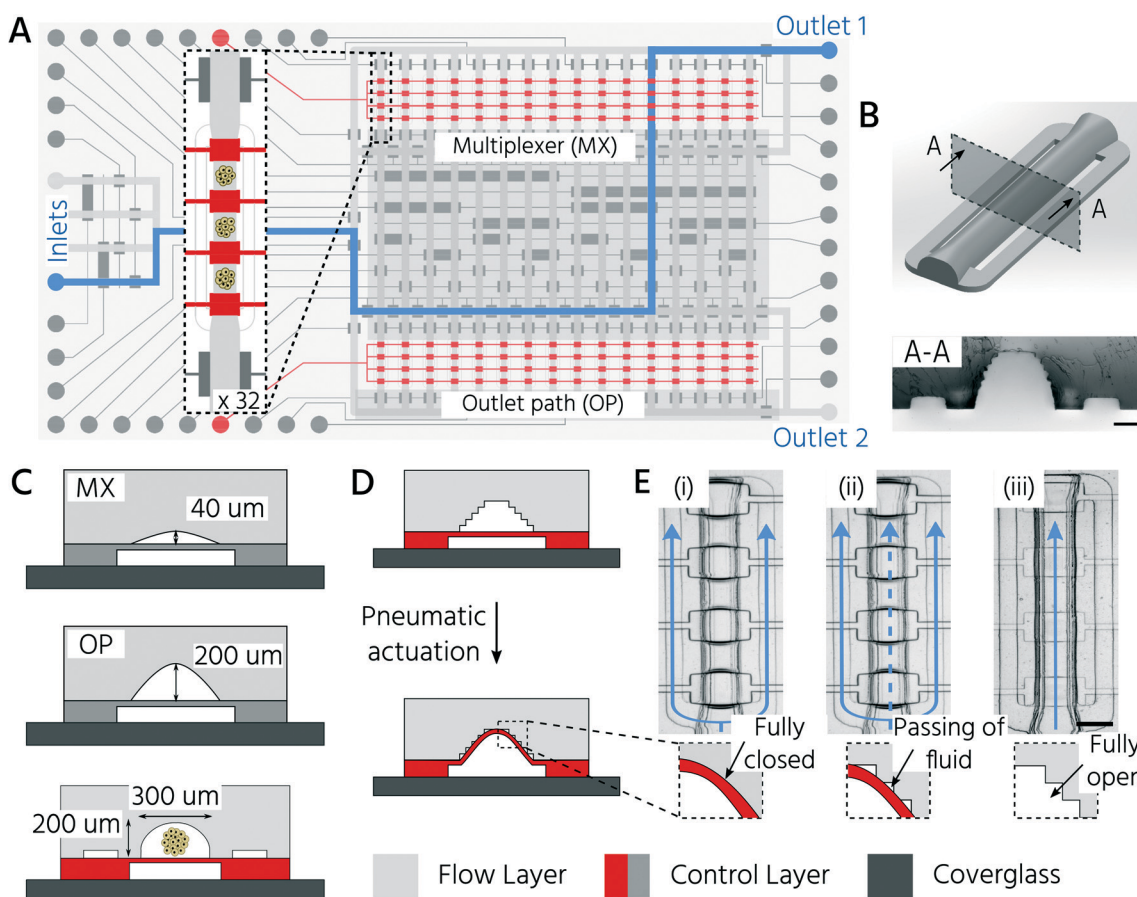 A
Outlet 1
Multiplexer (MX)
Inlets
x 32
Outlet path (OP)
Outlet 2
B
A
A
A-A
C
MX
40 um
OP
200 um
300 um
200 um
D
Pneumatic
actuation
E
(i)
(ii)
(iii)
Fully
closed
Passing of
fluid
Fully
open
Flow Layer
Control Layer
Coverglass